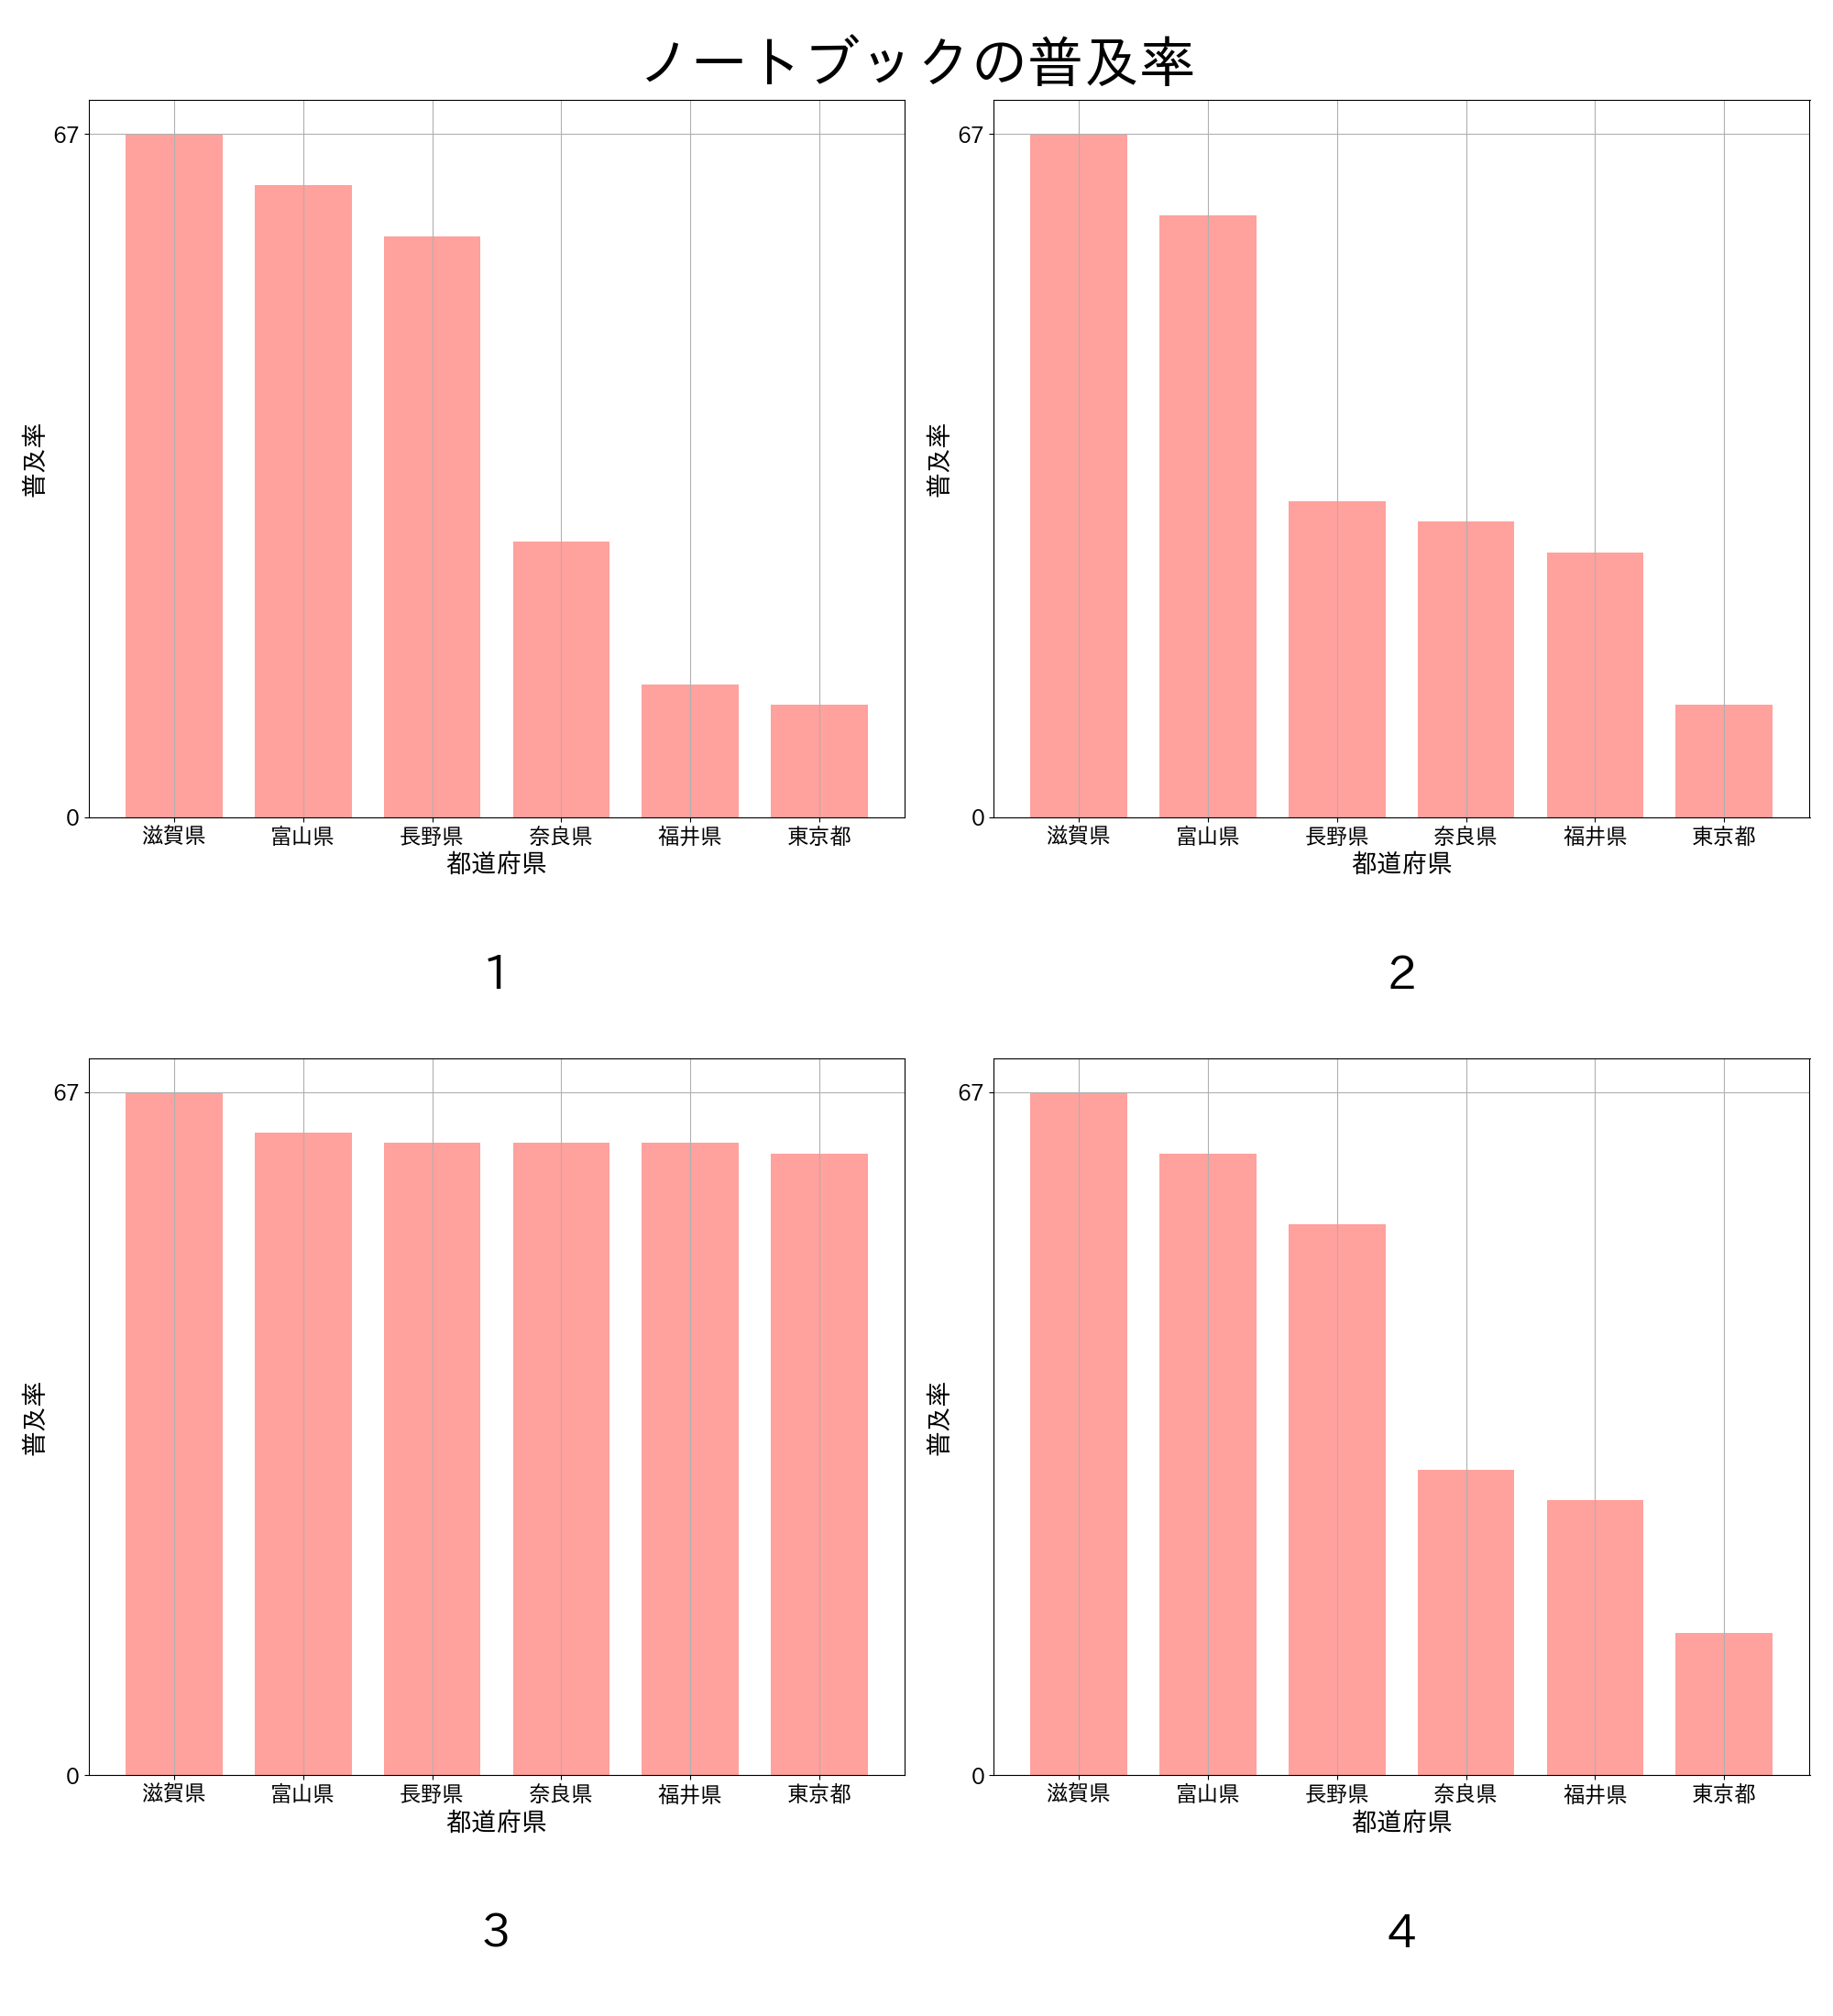 ノートブックの普及率
67
0
普及率
滋賀県 富山県 長野県 奈良県 福井県 東京都
都道府県
1
67
0
普及率
滋賀県 富山県 長野県 奈良県 福井県 東京都
都道府県
2
67
0
普及率
滋賀県 富山県 長野県 奈良県 福井県 東京都
都道府県
3
67
0
普及率
滋賀県 富山県 長野県 奈良県 福井県 東京都
都道府県
4